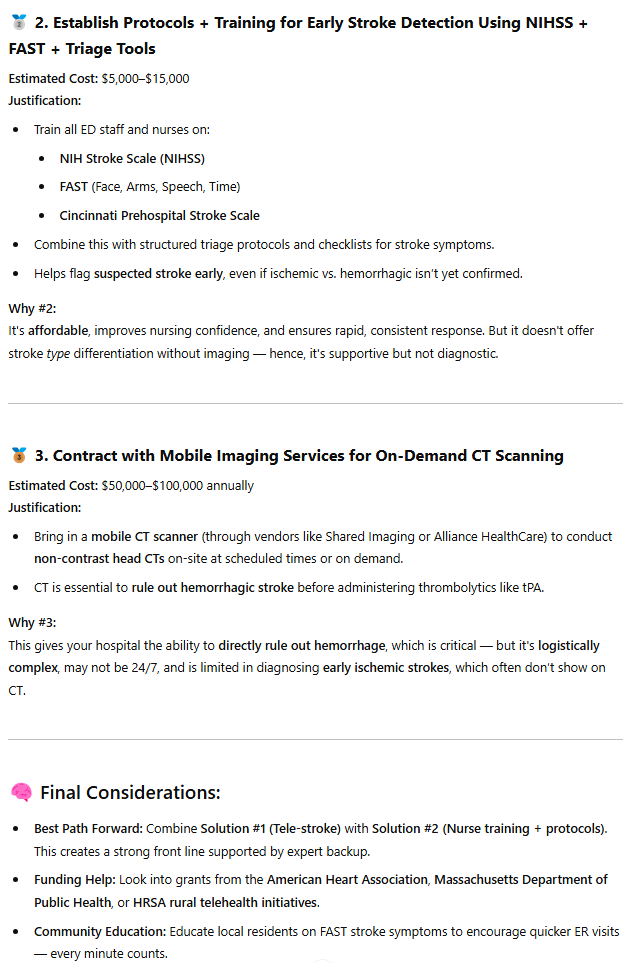 🥈 2. Establish Protocols + Training for Early Stroke Detection Using NIHSS +
FAST + Triage Tools
Estimated Cost: $5,000–$15,000
Justification:
• Train all ED staff and nurses on:
• NIH Stroke Scale (NIHSS)
• FAST (Face, Arms, Speech, Time)
• Cincinnati Prehospital Stroke Scale
• Combine this with structured triage protocols and checklists for stroke symptoms.
• Helps flag suspected stroke early, even if ischemic vs. hemorrhagic isn't yet confirmed.
Why #2:
It's affordable, improves nursing confidence, and ensures rapid, consistent response. But it doesn't offer
stroke type differentiation without imaging — hence, it's supportive but not diagnostic.
🥉 3. Contract with Mobile Imaging Services for On-Demand CT Scanning
Estimated Cost: $50,000–$100,000 annually
Justification:
• Bring in a mobile CT scanner (through vendors like Shared Imaging or Alliance HealthCare) to conduct
non-contrast head CTs on-site at scheduled times or on demand.
• CT is essential to rule out hemorrhagic stroke before administering thrombolytics like tPA.
Why #3:
This gives your hospital the ability to directly rule out hemorrhage, which is critical — but it's logistically
complex, may not be 24/7, and is limited in diagnosing early ischemic strokes, which often don't show on
CT.
🧠 Final Considerations:
• Best Path Forward: Combine Solution #1 (Tele-stroke) with Solution #2 (Nurse training + protocols).
This creates a strong front line supported by expert backup.
• Funding Help: Look into grants from the American Heart Association, Massachusetts Department of
Public Health, or HRSA rural telehealth initiatives.
• Community Education: Educate local residents on FAST stroke symptoms to encourage quicker ER visits
— every minute counts.